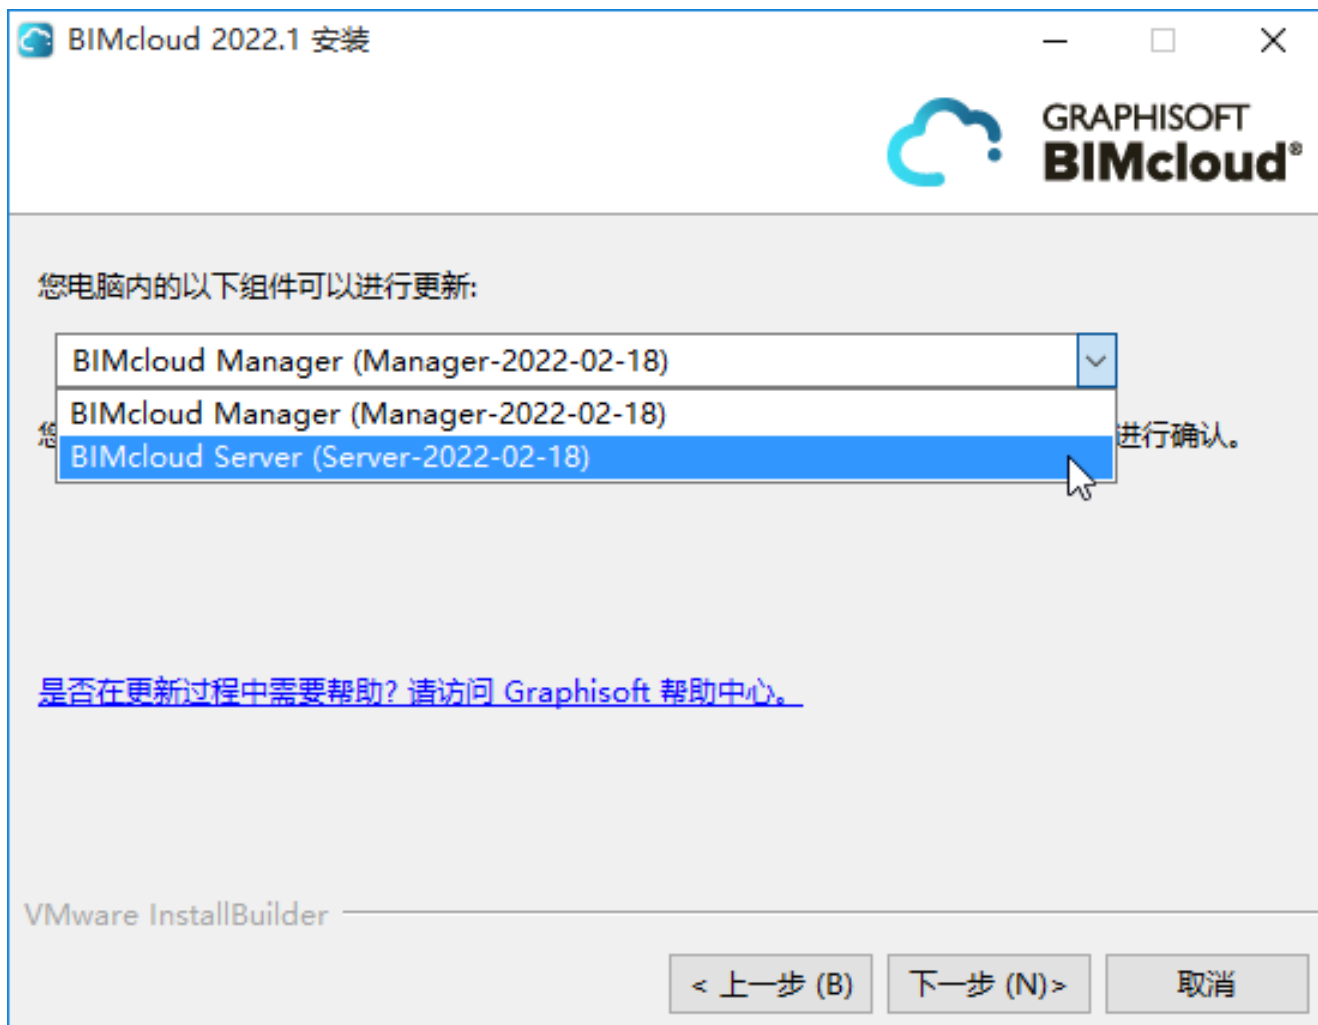 BIMcloud 2022.1 安装
GRAPHISOFT
BIMcloud®
您电脑内的以下组件可以进行更新:
BIMcloud Manager (Manager-2022-02-18)
BIMcloud Manager (Manager-2022-02-18)
进行确认。
BIMcloud Server (Server-2022-02-18)
是否在更新过程中需要帮助? 请访问 Graphisoft 帮助中心。
VMware InstallBuilder
< 上一步 (B)
下一步 (N)>
取消